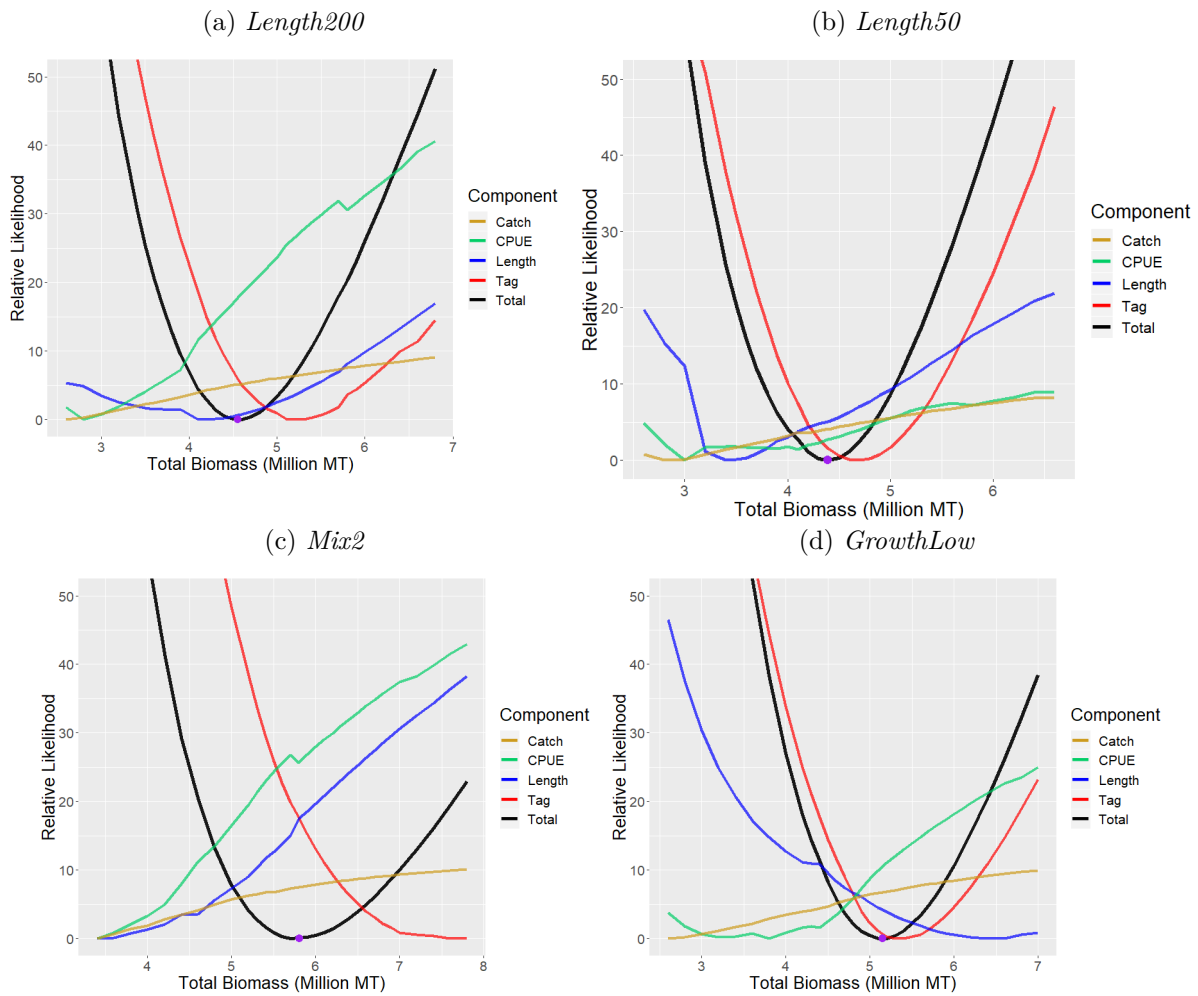 (a) Length200
50
40
30
20
10
0
Relative Likelihood
3
4
5
6
7
Total Biomass (Million MT)
Component
Catch
CPUE
Length
Tag
Total
(b) Length50
50
40
30
20
10
0
Relative Likelihood
3
4
5
6
Total Biomass (Million MT)
Component
Catch
CPUE
Length
Tag
Total
(c) Mix2
50
40
30
20
10
0
Relative Likelihood
4
5
6
7
8
Total Biomass (Million MT)
Component
Catch
CPUE
Length
Tag
Total
(d) GrowthLow
50
40
30
20
10
0
Relative Likelihood
3
4
5
6
7
Total Biomass (Million MT)
Component
Catch
CPUE
Length
Tag
Total